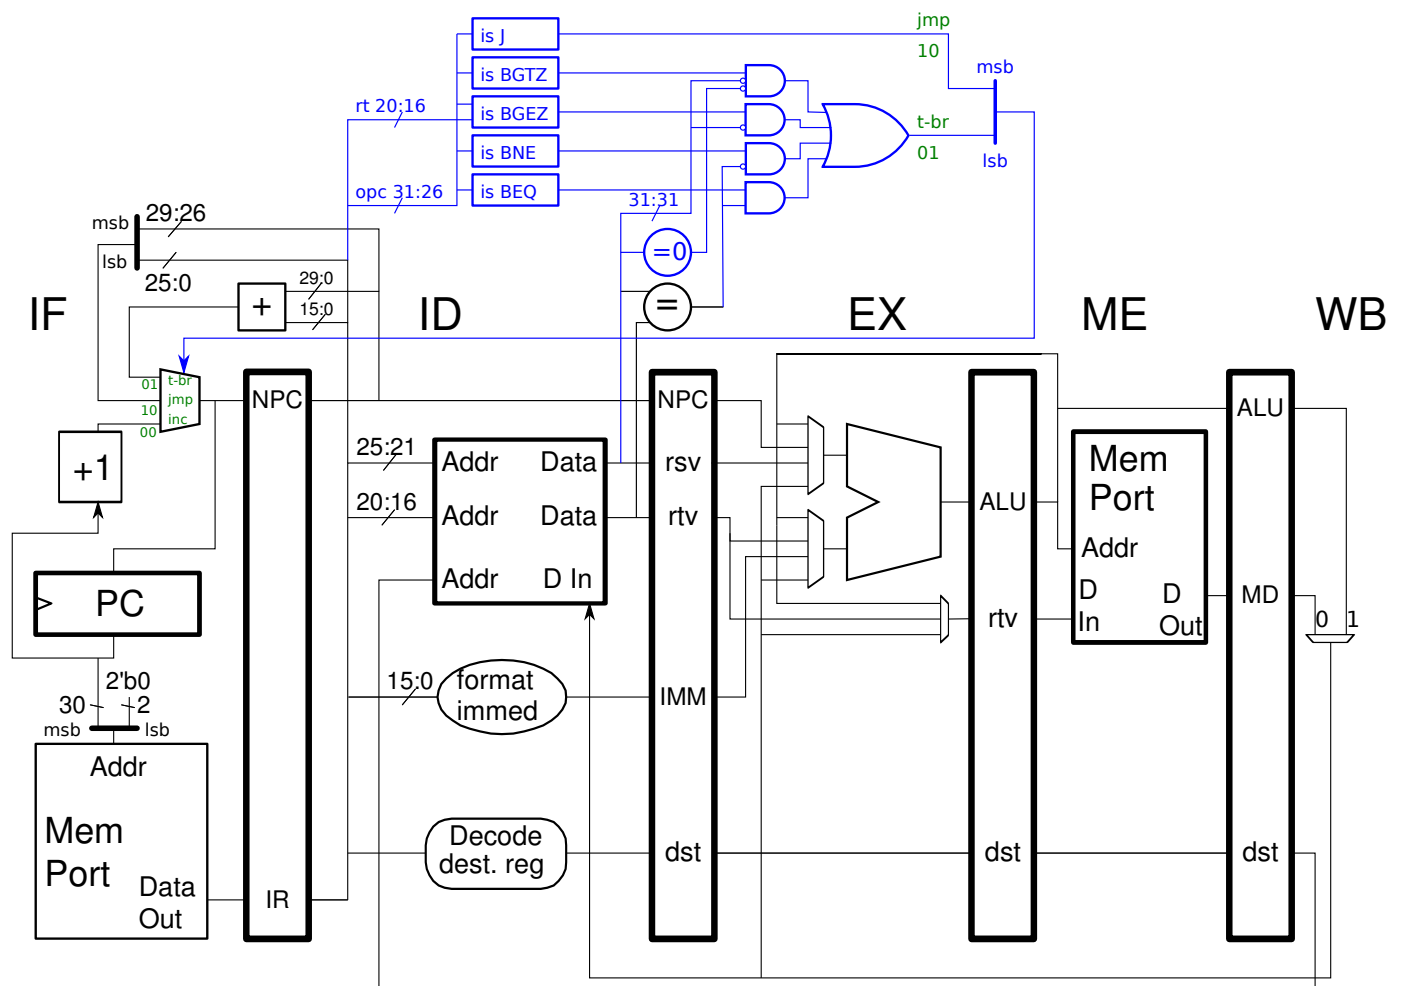 is J
jmp
10
is BGTZ
msb
rt 20:16
is BGEZ
t-br
01
is BNE
lsb
opc 31:26
is BEQ
31:31
msb
29:26
=0
lsb
25:0
29:0
+
15:0
=
IF
ID
EX
ME
WB
01
t-br
jmp
10
inc
00
NPC
NPC
ALU
+1
25:21
Addr
Data
rsv
Mem
Port
20:16
Addr
Data
rtv
ALU
Addr
Addr
D In
D
In
D
Out
MD
PC
rtv
0
1
2'b0
30
2
msb
lsb
15:0
format
immed
IMM
Addr
Mem
Port
Data
Out
IR
Decode
dest. reg
dst
dst
dst